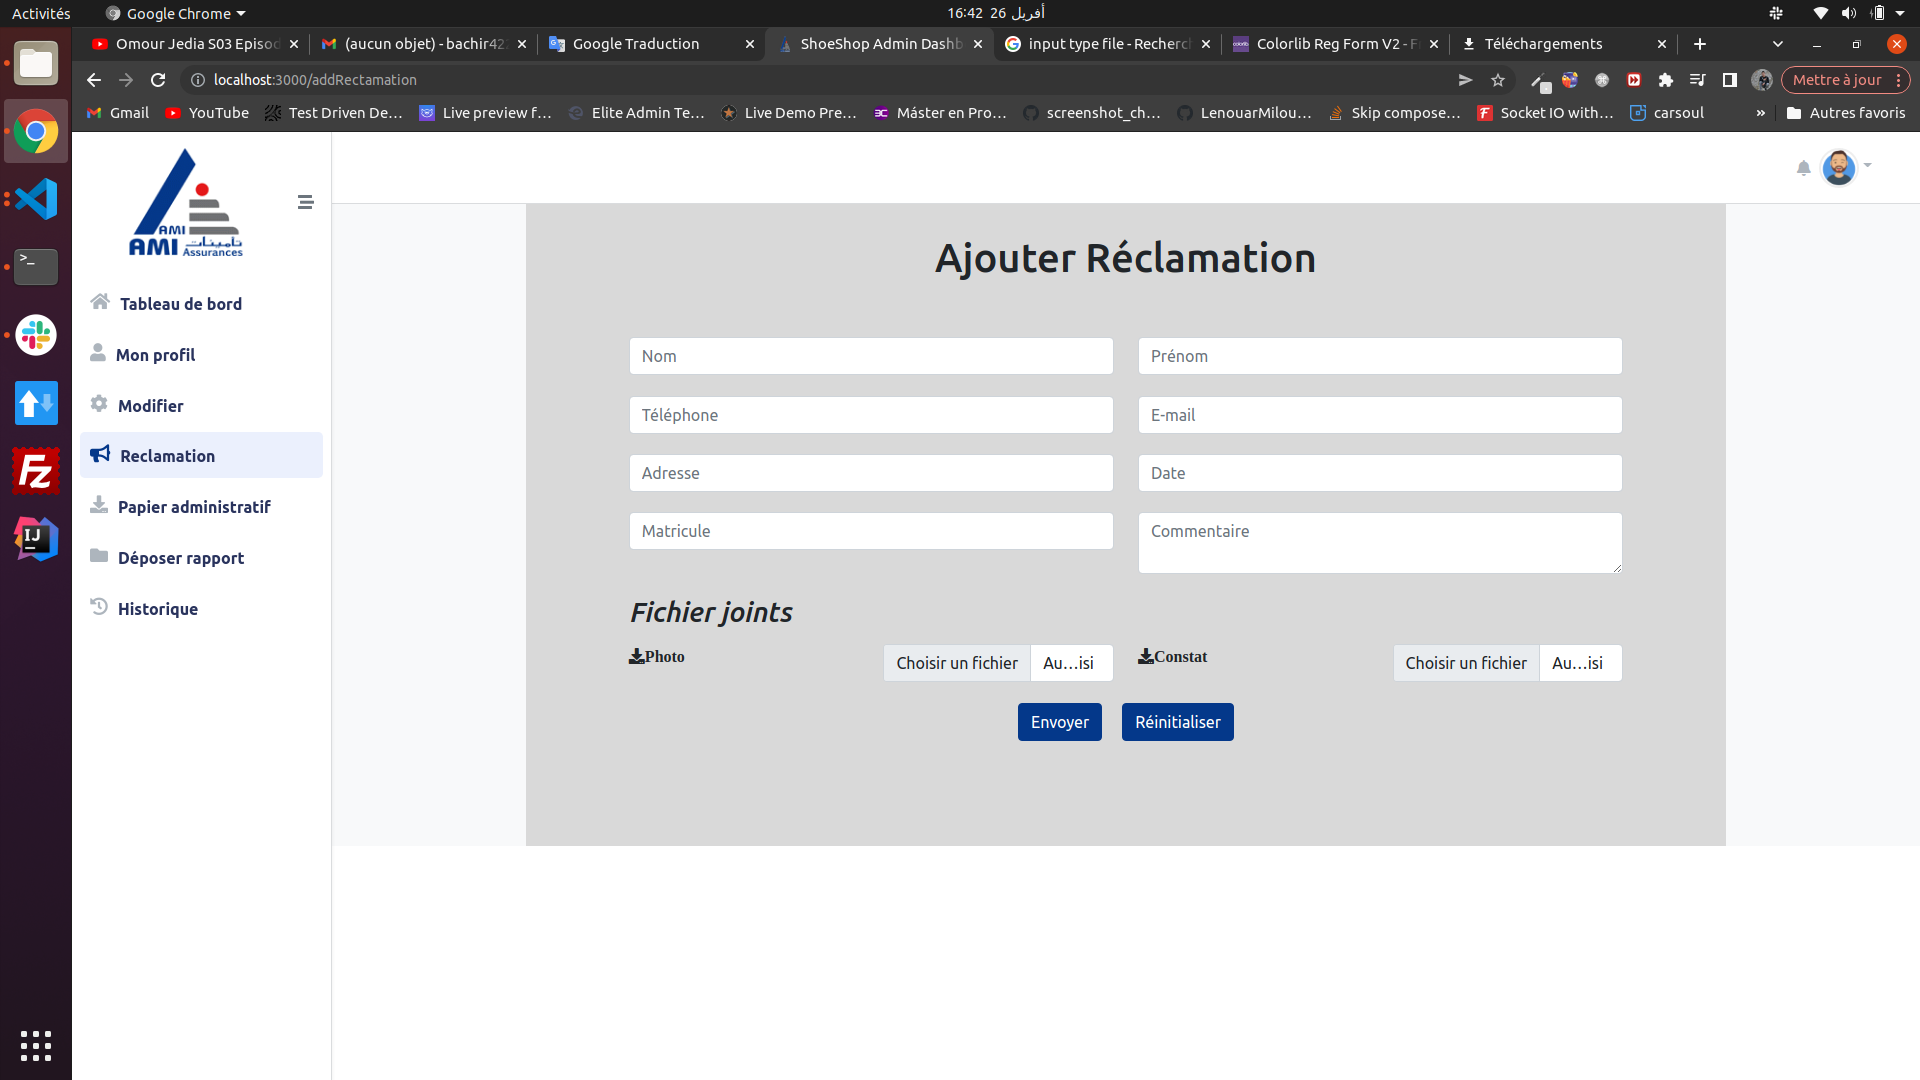 Activités
Google Chrome
16:42 26 أفريل
Omour Jedia S03 Episod
(aucun objet) - bachir422
Google Traduction
ShoeShop Admin Dashb
input type file - Recherch
Colorlib Reg Form V2 - Fr
Téléchargements
localhost:3000/addRectamation
Mettre à jour
Gmail
YouTube
Test Driven De…
Live preview f…
Elite Admin Te…
Live Demo Pre…
Máster en Pro…
screenshot_ch…
LenouarMilou…
Skip compose…
Socket IO with…
carsoul
»
Autres favoris
AMI
AMI تأمينات
Assurances
Tableau de bord
Mon profil
Modifier
Reclamation
Papier administratif
Déposer rapport
Historique
Ajouter Réclamation
Nom
Prénom
Téléphone
E-mail
Adresse
Date
Matricule
Commentaire
Fichier joints
Photo
Choisir un fichier
Au…isi
Constat
Choisir un fichier
Au…isi
Envoyer
Réinitialiser